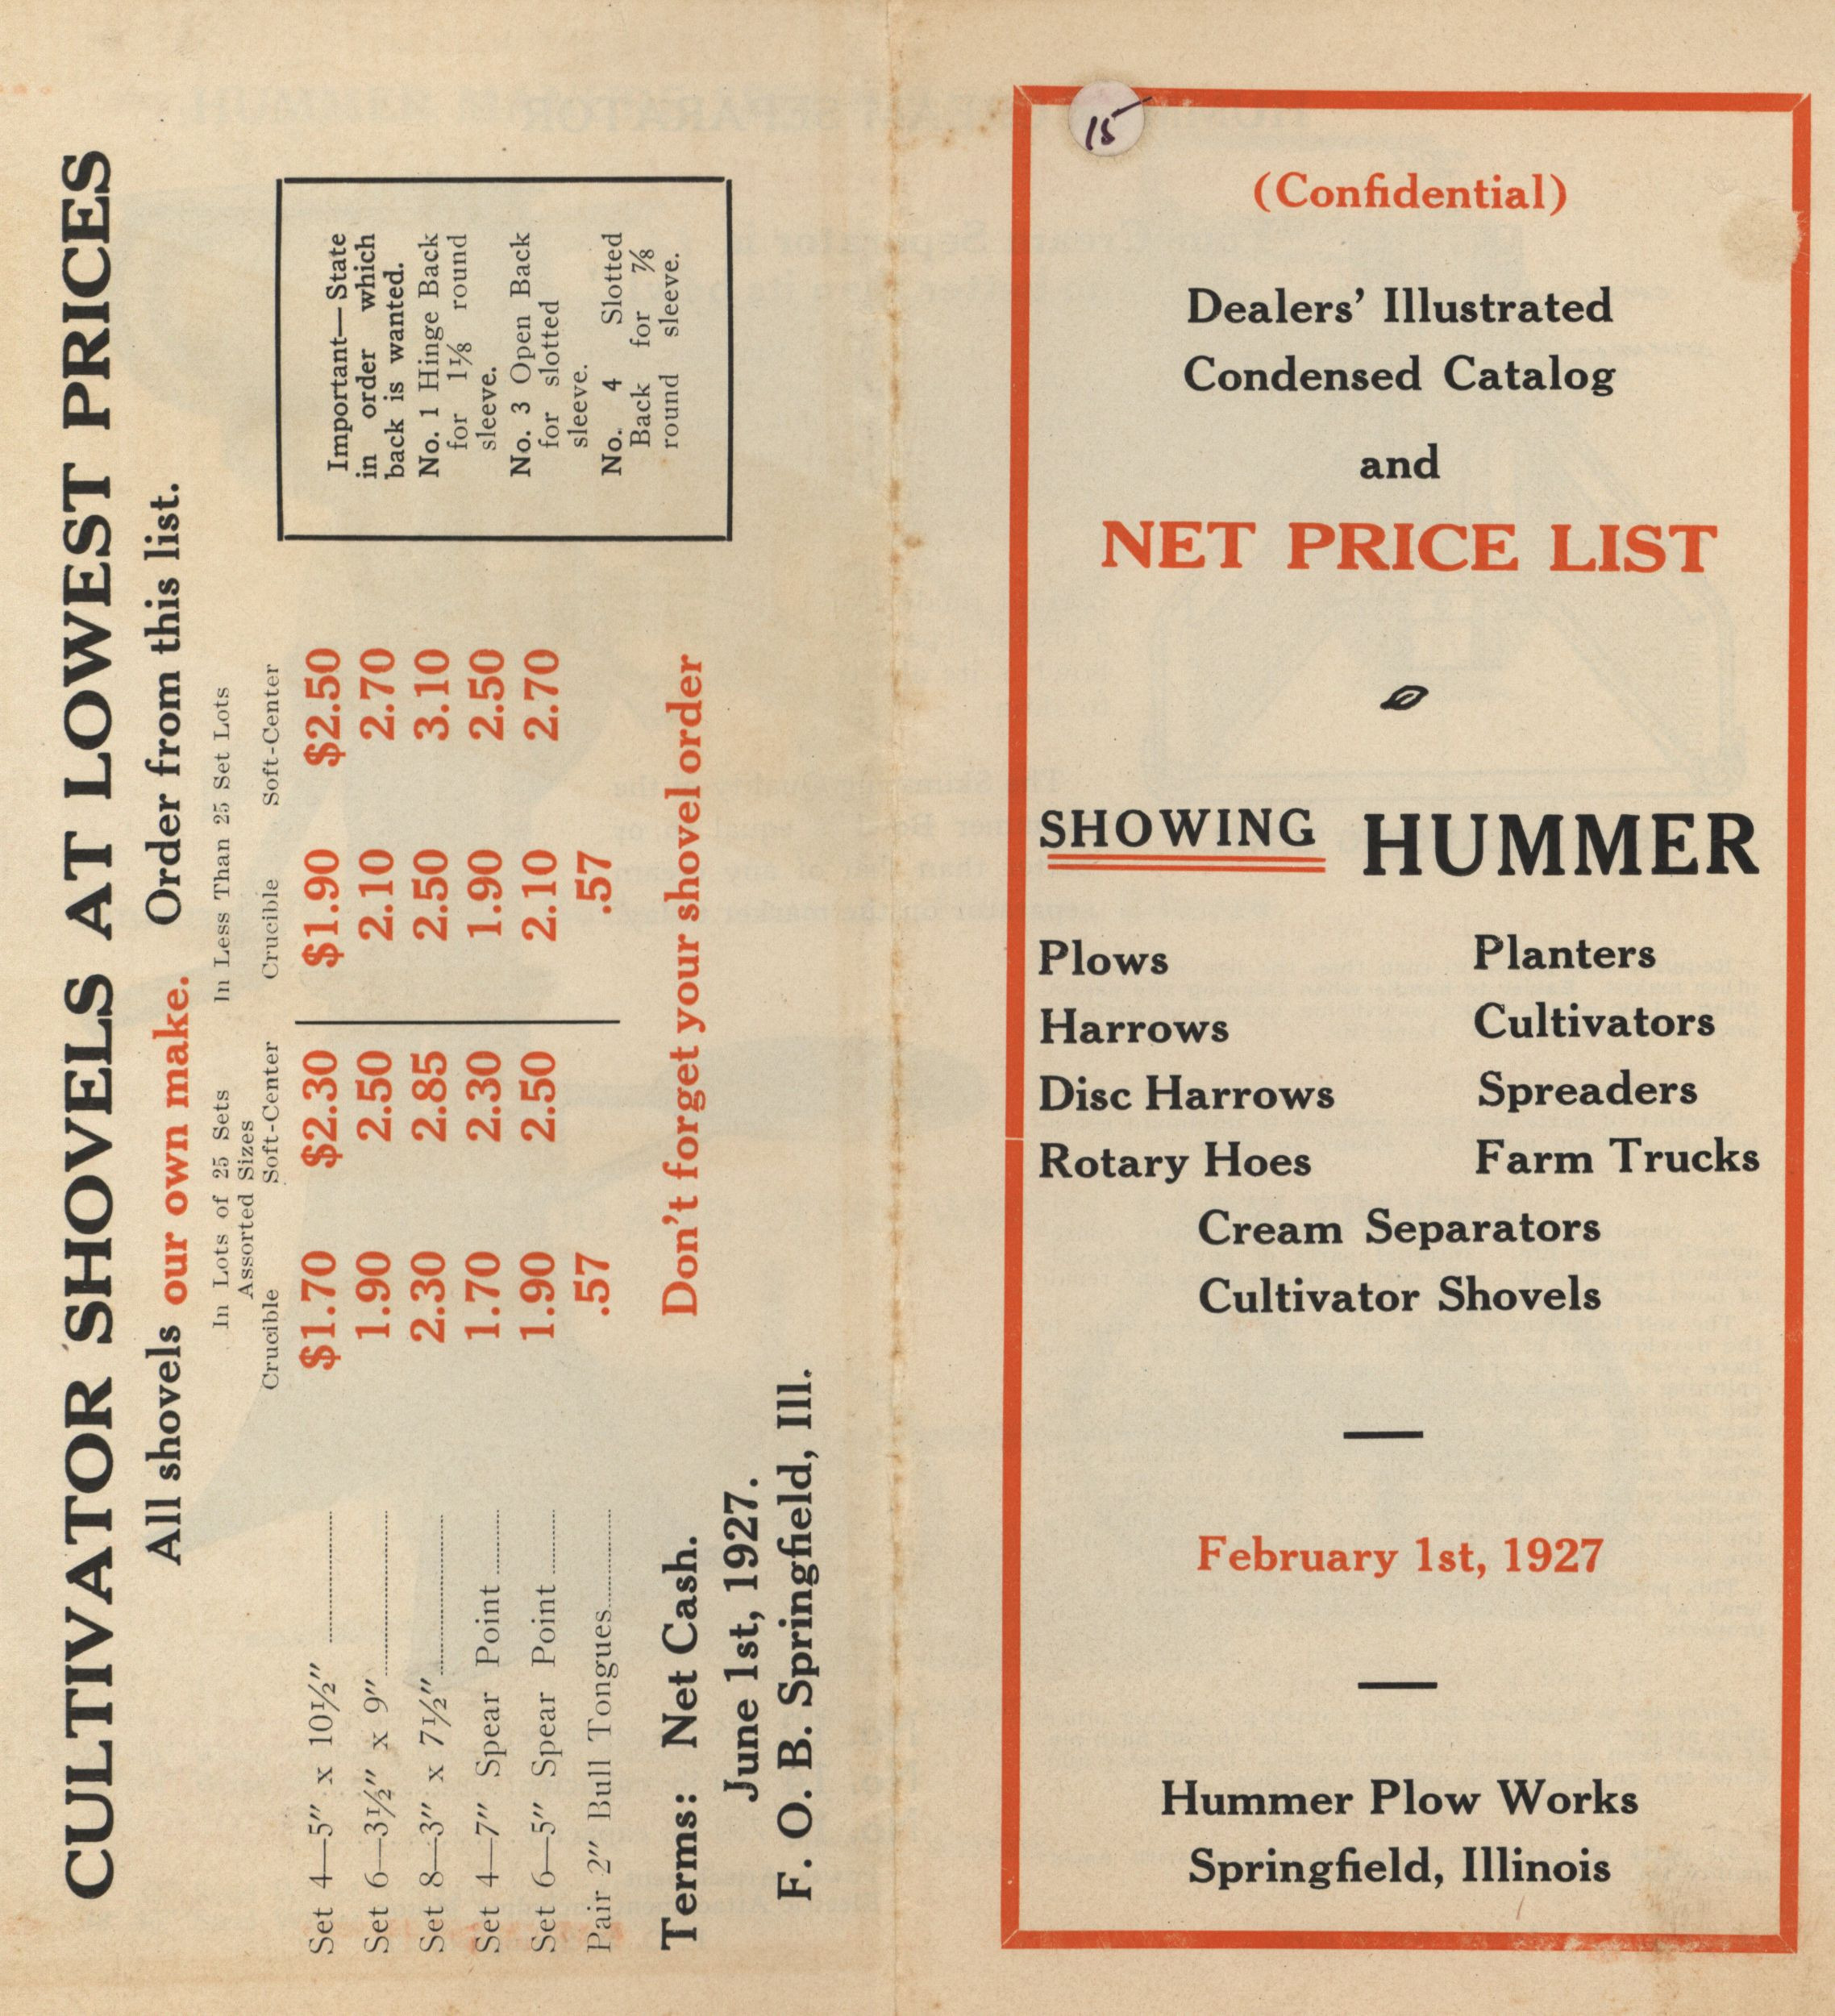 CULTIVATOR SHOVELS AT LOWEST PRICES
All shovels our own make. Order from this list.
In Lots of 25 Sets In Less Than 25 Set Lots
Assorted Sizes
Crucible Soft-Center Crucible Soft-Center
Set 4—5″ x 10½″ $1.70 $2.30 $1.90 $2.50
Set 6—3½″ x 9″ 1.90 2.50 2.10 2.70
Set 8—3″ x 7½″ 2.30 2.85 2.50 3.10
Set 4—7″ Spear Point 1.70 2.30 1.90 2.50
Set 6—5″ Spear Point 1.90 2.50 2.10 2.70
Pair 2″ Bull Tongues .57 .57
Important—State
in order which
back is wanted.
No. 1 Hinge Back
for 1⅛ round
sleeve.
No. 3 Open Back
for slotted
sleeve.
No. 4 Slotted
Back for ⅞
round sleeve.
Terms: Net Cash. Don't forget your shovel order
June 1st, 1927.
F. O. B. Springfield, Ill.
15
(Confidential)
Dealers' Illustrated
Condensed Catalog
and
NET PRICE LIST
SHOWING HUMMER
Plows Planters
Harrows Cultivators
Disc Harrows Spreaders
Rotary Hoes Farm Trucks
Cream Separators
Cultivator Shovels
February 1st, 1927
Hummer Plow Works
Springfield, Illinois